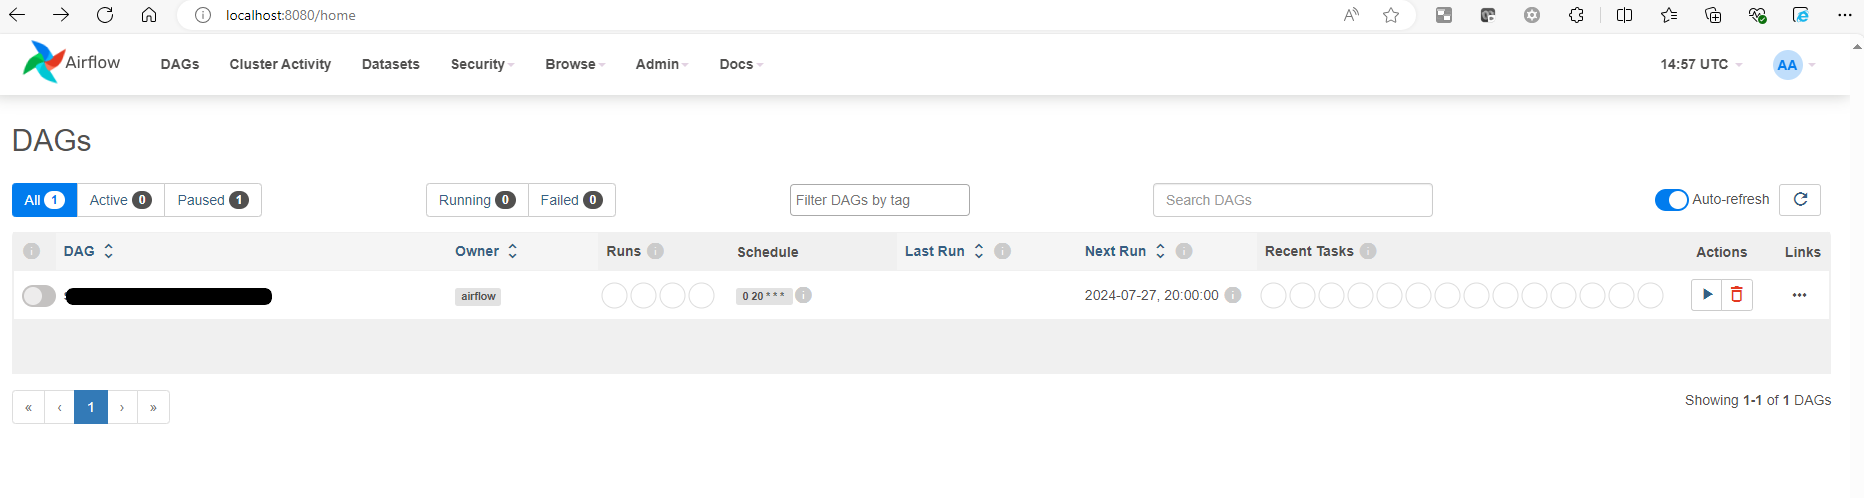 localhost:8080/home
Airflow DAGs Cluster Activity Datasets Security Browse Admin Docs 14:57 UTC AA
DAGs
All 1 Active 0 Paused 1 Running 0 Failed 0 Filter DAGs by tag Search DAGs Auto-refresh
DAG Owner Runs Schedule Last Run Next Run Recent Tasks Actions Links
airflow 0 20 * * * 2024-07-27, 20:00:00
« ‹ 1 › »
Showing 1-1 of 1 DAGs